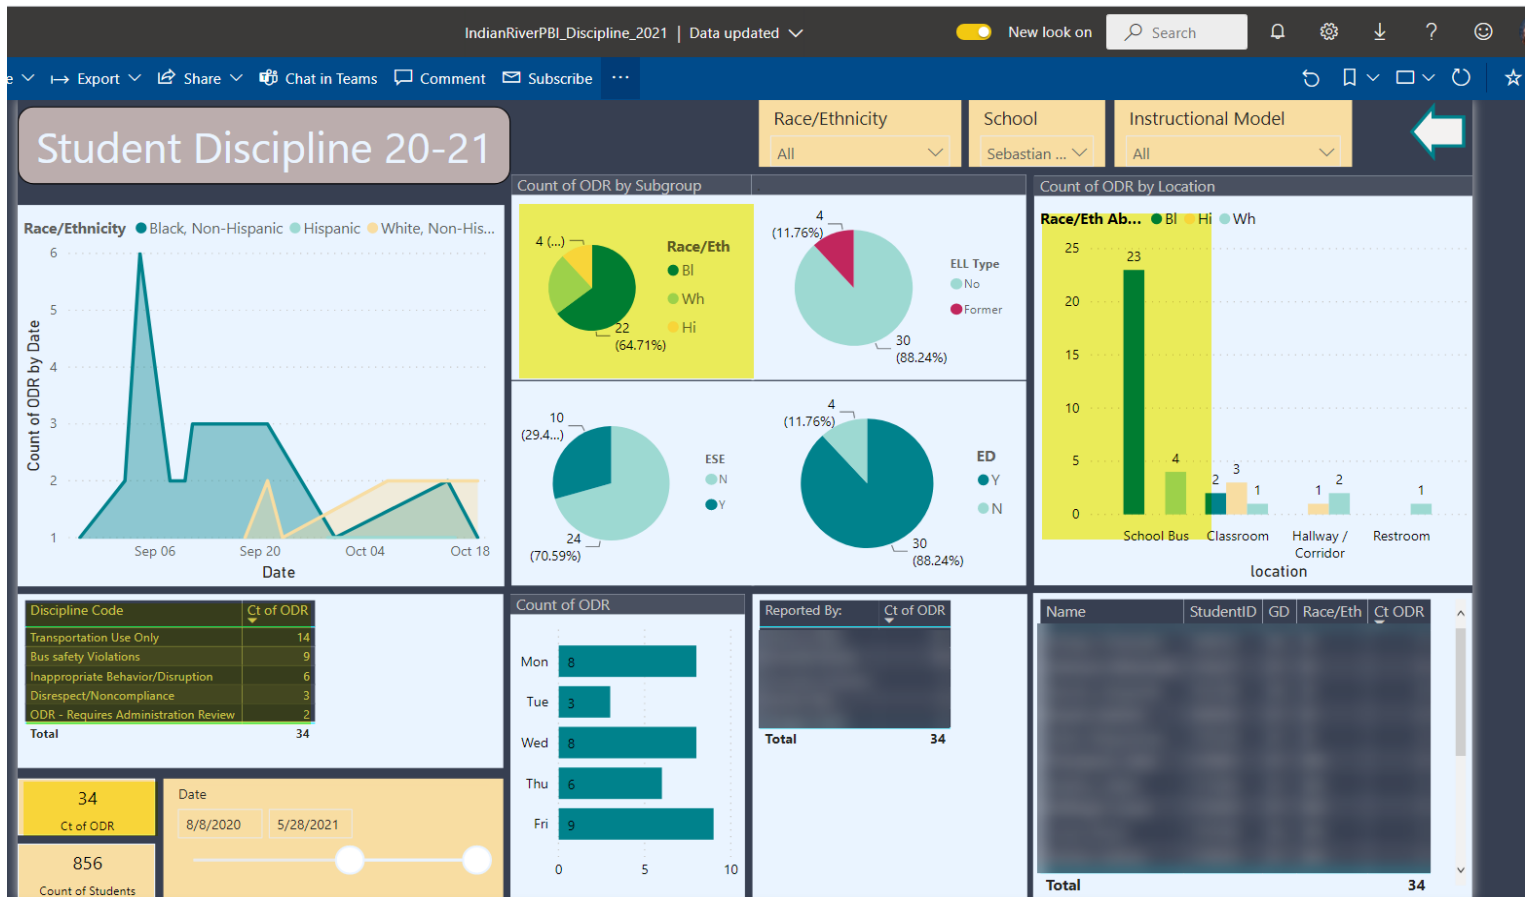 IndianRiverPBI_Discipline_2021 | Data updated
New look on
Search
e
Export
Share
Chat in Teams
Comment
Subscribe
...
Student Discipline 20-21
Race/Ethnicity
All
School
Sebastian ...
Instructional Model
All
Race/Ethnicity Black, Non-Hispanic Hispanic White, Non-His...
Count of ODR by Date
6
5
4
3
2
1
Sep 06
Sep 20
Oct 04
Oct 18
Date
Count of ODR by Subgroup
4 (...)
22
(64.71%)
Race/Eth
Bl
Wh
Hi
4
(11.76%)
30
(88.24%)
ELL Type
No
Former
10
(29.4...)
24
(70.59%)
ESE
N
Y
4
(11.76%)
30
(88.24%)
ED
Y
N
Count of ODR by Location
Race/Eth Ab... Bl Hi Wh
25
20
15
10
5
0
23
4
2
3
1
1
2
1
School Bus
Classroom
Hallway /
Corridor
Restroom
location
Discipline Code Ct of ODR
Transportation Use Only 14
Bus safety Violations 9
Inappropriate Behavior/Disruption 6
Disrespect/Noncompliance 3
ODR - Requires Administration Review 2
Total 34
34
Ct of ODR
856
Count of Students
Date
8/8/2020
5/28/2021
Count of ODR
Mon 8
Tue 3
Wed 8
Thu 6
Fri 9
0
5
10
Reported By: Ct of ODR
Total 34
Name StudentID GD Race/Eth Ct ODR
Total 34